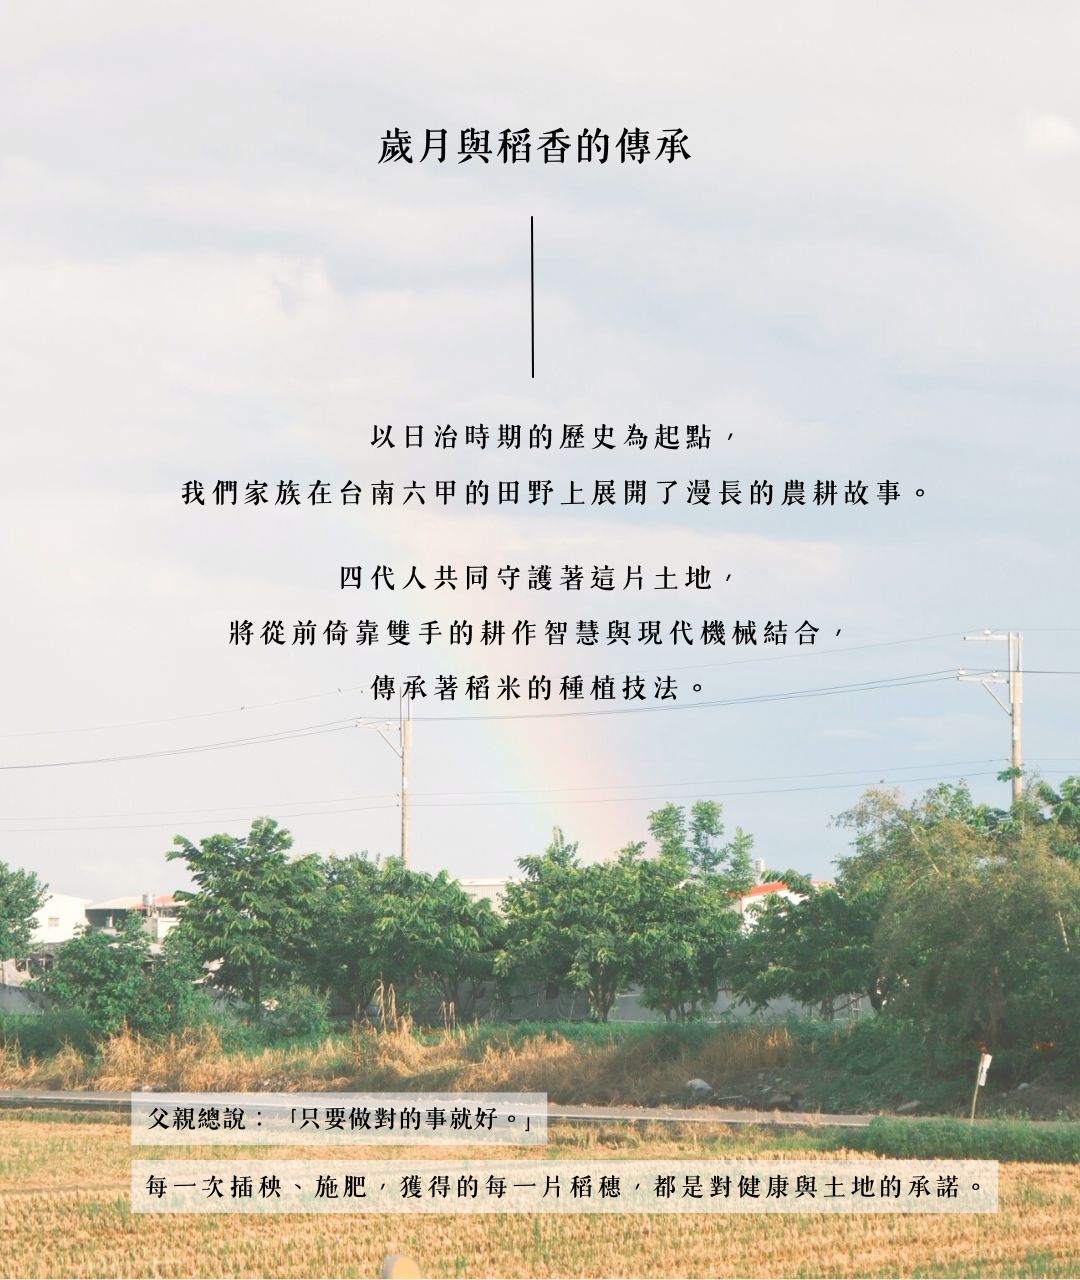 歲月與稻香的傳承
以日治時期的歷史為起點，
我們家族在台南六甲的田野上展開了漫長的農耕故事。
四代人共同守護著這片土地，
將從前倚靠雙手的耕作智慧與現代機械結合，
傳承著稻米的種植技法。
父親總說：「只要做對的事就好。」
每一次插秧、施肥，獲得的每一片稻穗，都是對健康與土地的承諾。